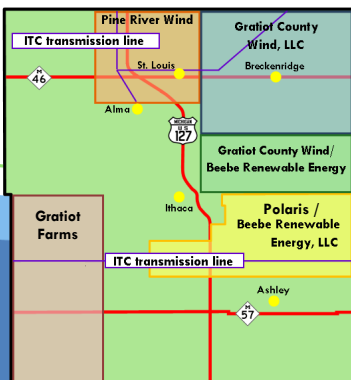 Pine River Wind
ITC transmission line
Gratiot County
Wind, LLC
St. Louis
Breckenridge
M
46
Alma
MICHIGAN
U S
127
Gratiot County Wind/
Beebe Renewable Energy
Ithaca
Gratiot
Farms
Polaris /
Beebe Renewable
Energy, LLC
ITC transmission line
Ashley
M
57